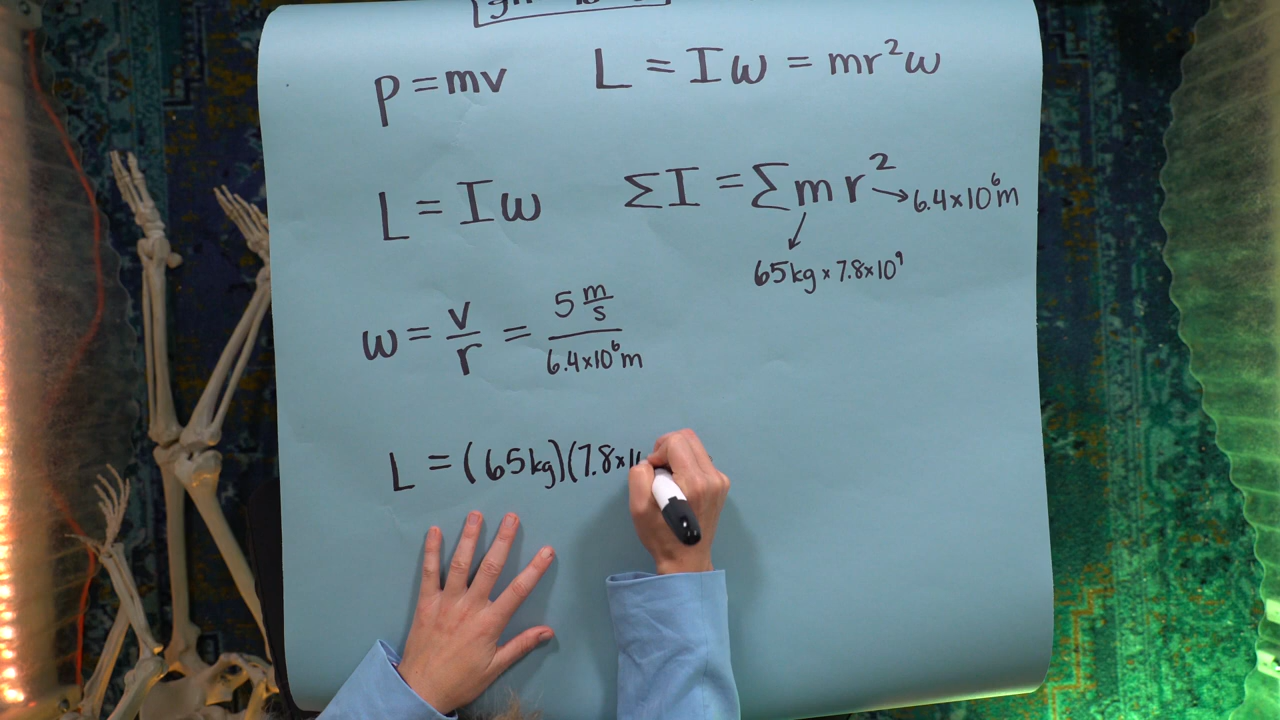 p = mv L = Iω = mr²ω
L = Iω ΣI = Σmr² → 6.4×10⁶m
65kg × 7.8×10⁹
ω = v/r = 5 m/s / 6.4×10⁶m
L = (65kg)(7.8×1